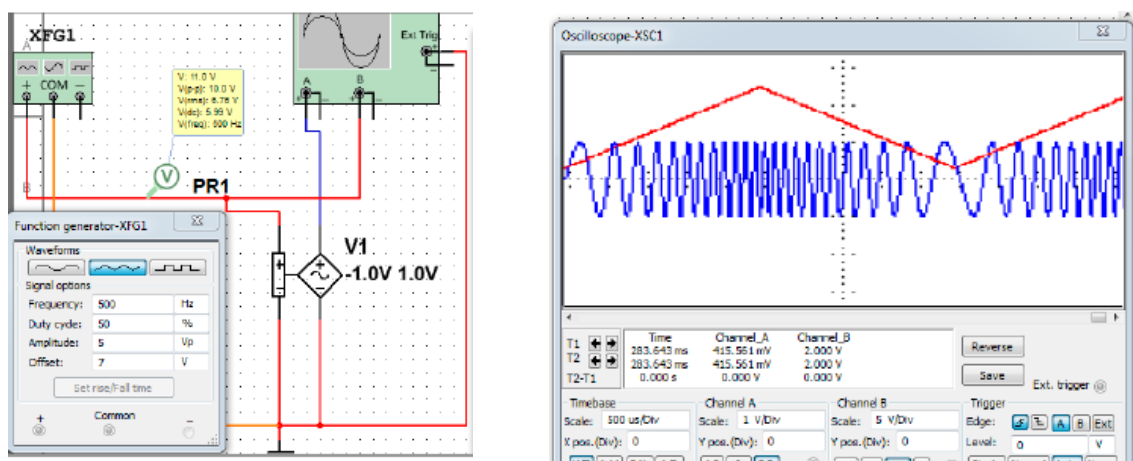 XFG1
A
+ COM −
B
V: 11.0 V
V(p-p): 10.0 V
V(rms): 6.76 V
V(dc): 5.99 V
V(freq): 500 Hz
V
PR1
Ext Trig
+
−
A B
+ − + −
V1
-1.0V 1.0V
Function generator-XFG1
Waveforms
Signal options
Frequency: 500 Hz
Duty cycle: 50 %
Amplitude: 5 Vp
Offset: 7 V
Set rise/Fall time
+ Common −
Oscilloscope-XSC1
Time Channel_A Channel_B
T1 283.643 ms 415.561 mV 2.000 V
T2 283.643 ms 415.561 mV 2.000 V
T2-T1 0.000 s 0.000 V 0.000 V
Reverse
Save
Ext. trigger
Timebase Channel A Channel B Trigger
Scale: 500 us/Div Scale: 1 V/Div Scale: 5 V/Div Edge: A B Ext
X pos.(Div): 0 Y pos.(Div): 0 Y pos.(Div): 0 Level: 0 V